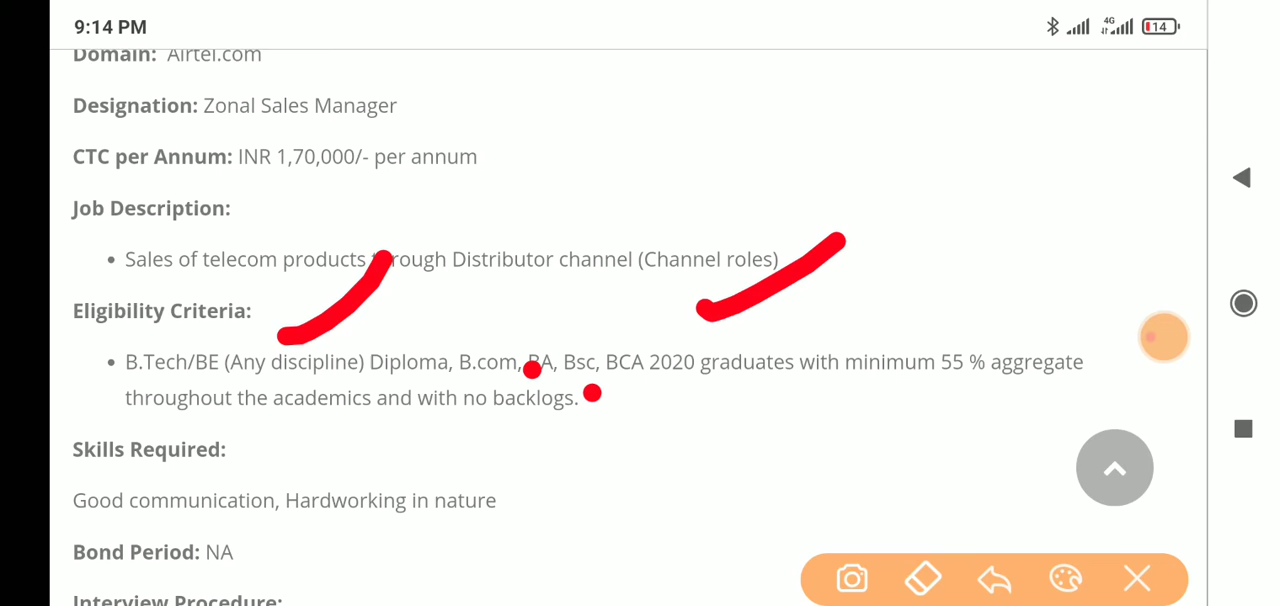 9:14 PM
4G
14
Domain: Airtel.com
Designation: Zonal Sales Manager
CTC per Annum: INR 1,70,000/- per annum
Job Description:
• Sales of telecom products through Distributor channel (Channel roles)
Eligibility Criteria:
• B.Tech/BE (Any discipline) Diploma, B.com, BA, Bsc, BCA 2020 graduates with minimum 55 % aggregate
throughout the academics and with no backlogs.
Skills Required:
Good communication, Hardworking in nature
Bond Period: NA
Interview Procedure: